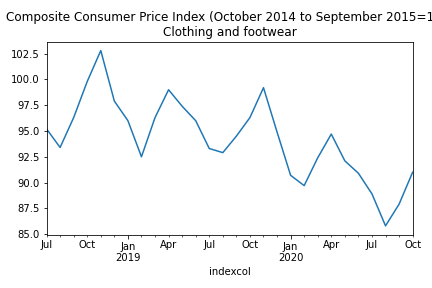 Composite Consumer Price Index (October 2014 to September 2015=1
Clothing and footwear
102.5
100.0
97.5
95.0
92.5
90.0
87.5
85.0
Jul Oct Jan Apr Jul Oct Jan Apr Jul Oct
2019 2020
indexcol